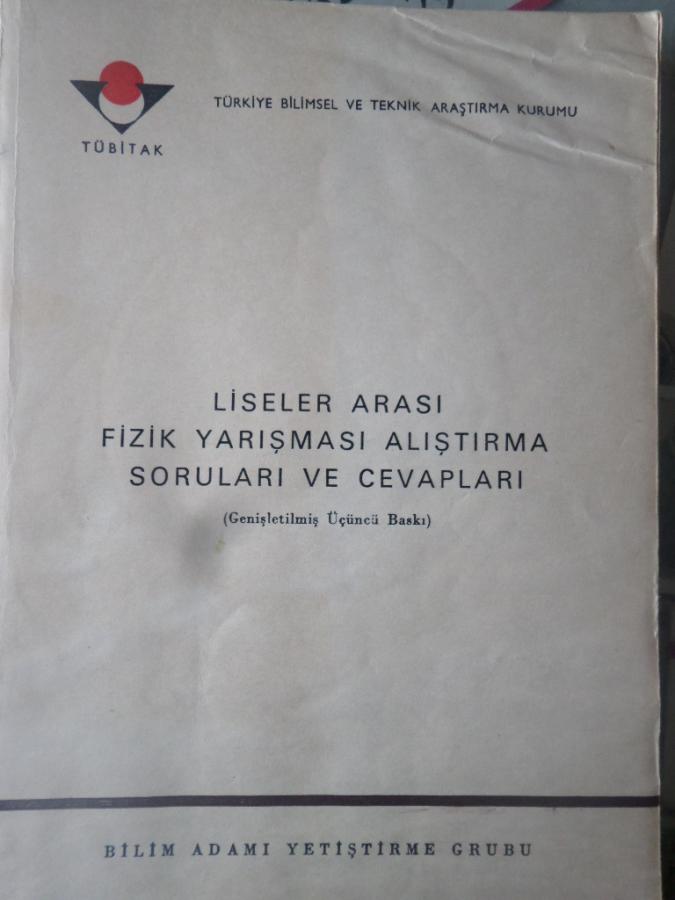 TÜBİTAK
TÜRKİYE BİLİMSEL VE TEKNİK ARAŞTIRMA KURUMU
LİSELER ARASI
FİZİK YARIŞMASI ALIŞTIRMA
SORULARI VE CEVAPLARI
(Genişletilmiş Üçüncü Baskı)
BİLİM ADAMI YETİŞTİRME GRUBU